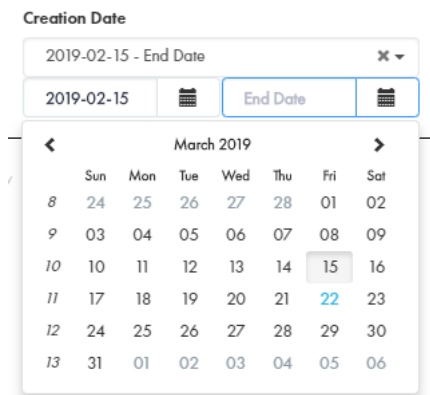 Creation Date
2019-02-15 - End Date
2019-02-15 End Date
March 2019
Sun Mon Tue Wed Thu Fri Sat
8 24 25 26 27 28 01 02
9 03 04 05 06 07 08 09
10 10 11 12 13 14 15 16
11 17 18 19 20 21 22 23
12 24 25 26 27 28 29 30
13 31 01 02 03 04 05 06